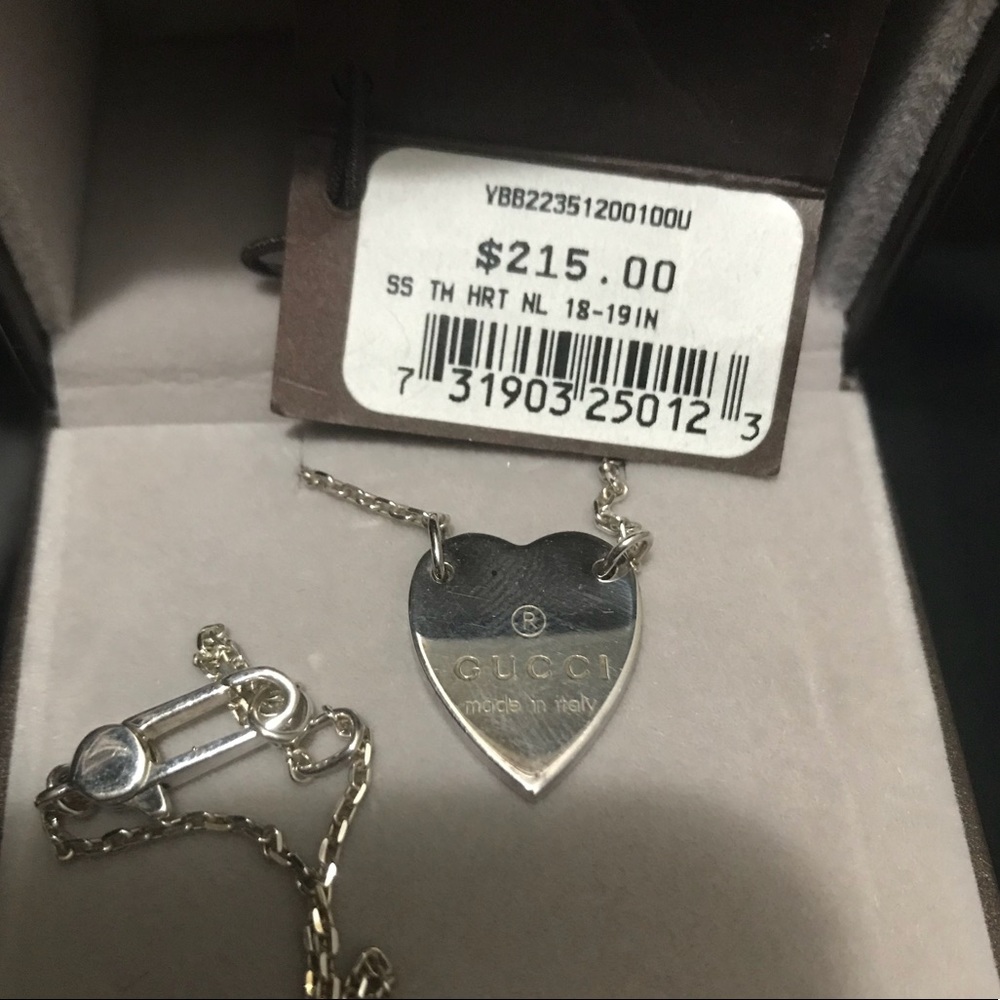 YBB22351200100U
$215.00
SS TM HRT NL 18-19IN
7 31903 25012 3
®
GUCCI
made in italy